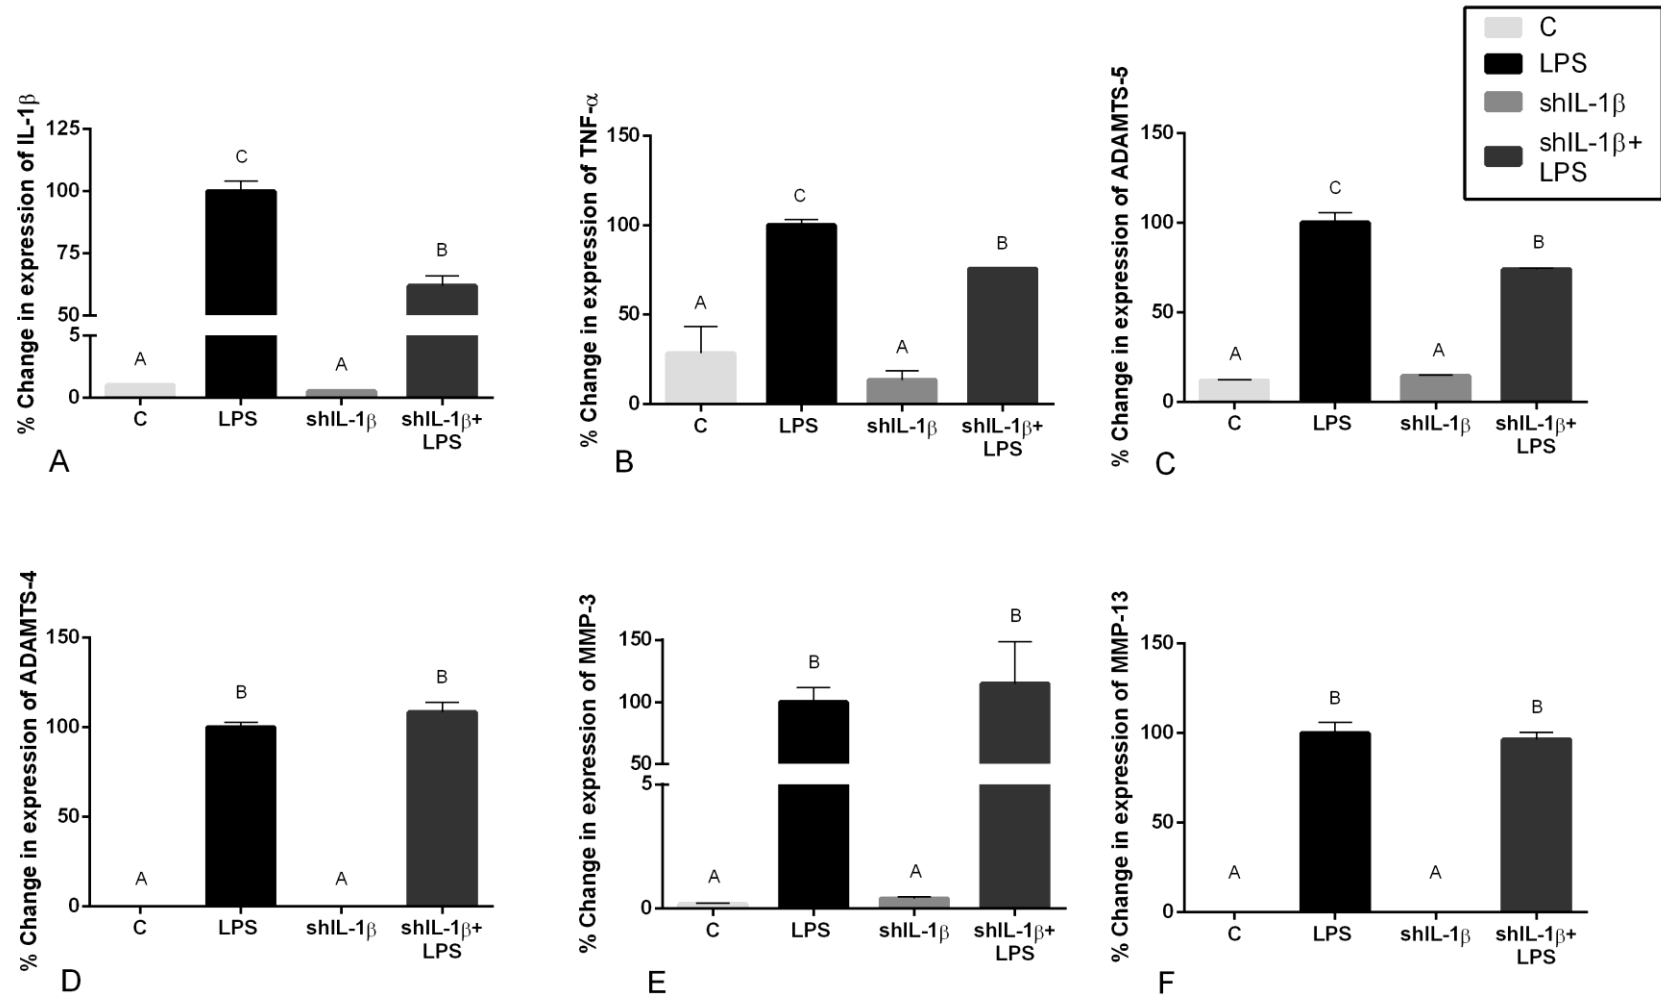 C
LPS
shIL-1β
shIL-1β+
LPS
% Change in expression of IL-1β
125
100
75
50
5
0
A
C
A
B
C
LPS
shIL-1β
shIL-1β+
LPS
A
% Change in expression of TNF-α
150
100
50
0
A
C
A
B
C
LPS
shIL-1β
shIL-1β+
LPS
B
% Change in expression of ADAMTS-5
150
100
50
0
A
C
A
B
C
LPS
shIL-1β
shIL-1β+
LPS
C
% Change in expression of ADAMTS-4
150
100
50
0
A
B
A
B
C
LPS
shIL-1β
shIL-1β+
LPS
D
% Change in expression of MMP-3
150
100
50
5
0
A
B
A
B
C
LPS
shIL-1β
shIL-1β+
LPS
E
% Change in expression of MMP-13
150
100
50
0
A
B
A
B
C
LPS
shIL-1β
shIL-1β+
LPS
F